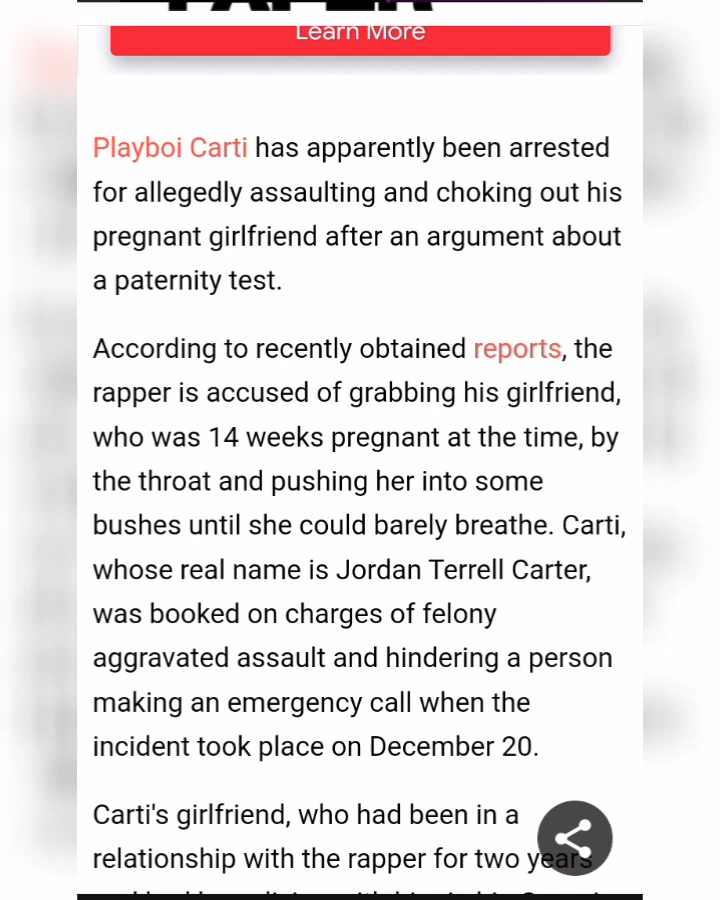 PAPER
Learn More
Playboi Carti has apparently been arrested
for allegedly assaulting and choking out his
pregnant girlfriend after an argument about
a paternity test.
According to recently obtained reports, the
rapper is accused of grabbing his girlfriend,
who was 14 weeks pregnant at the time, by
the throat and pushing her into some
bushes until she could barely breathe. Carti,
whose real name is Jordan Terrell Carter,
was booked on charges of felony
aggravated assault and hindering a person
making an emergency call when the
incident took place on December 20.
Carti's girlfriend, who had been in a
relationship with the rapper for two years